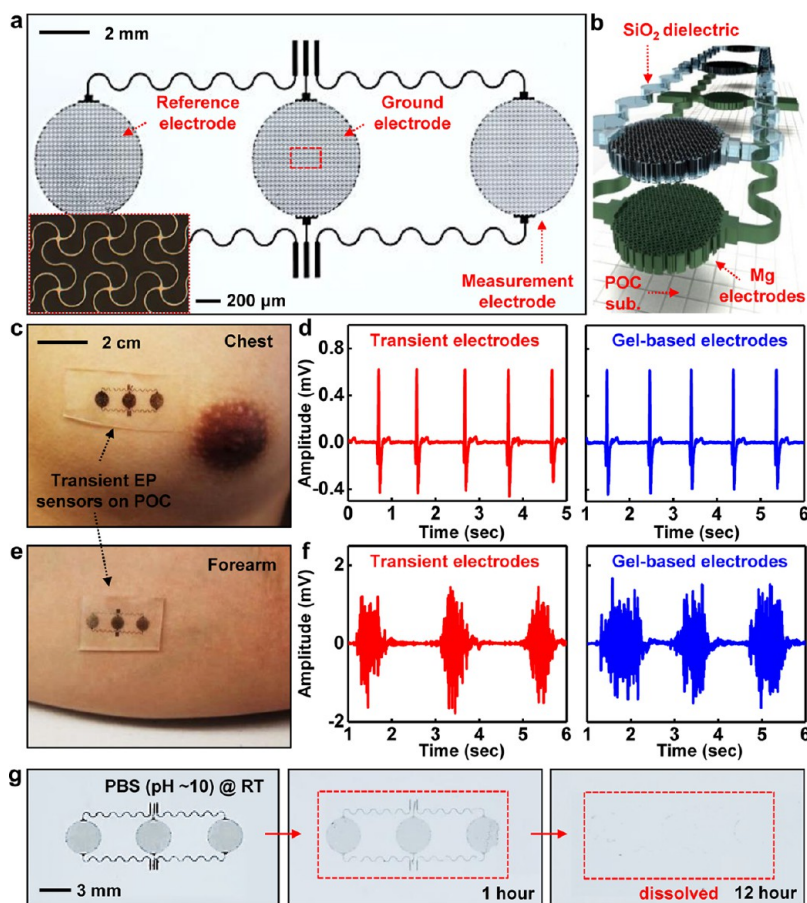 a
2 mm
Reference
electrode
Ground
electrode
200 μm
Measurement
electrode
b
SiO2 dielectric
Mg
electrodes
POC
sub.
c
2 cm
Chest
Transient EP
sensors on POC
d
Transient electrodes
Amplitude (mV)
0.8
0.4
0.0
-0.4
0 1 2 3 4 5
Time (sec)
Gel-based electrodes
1 2 3 4 5 6
Time (sec)
e
Forearm
f
Transient electrodes
Amplitude (mV)
2
0
-2
1 2 3 4 5 6
Time (sec)
Gel-based electrodes
1 2 3 4 5 6
Time (sec)
g
PBS (pH ~10) @ RT
3 mm
1 hour
dissolved 12 hour